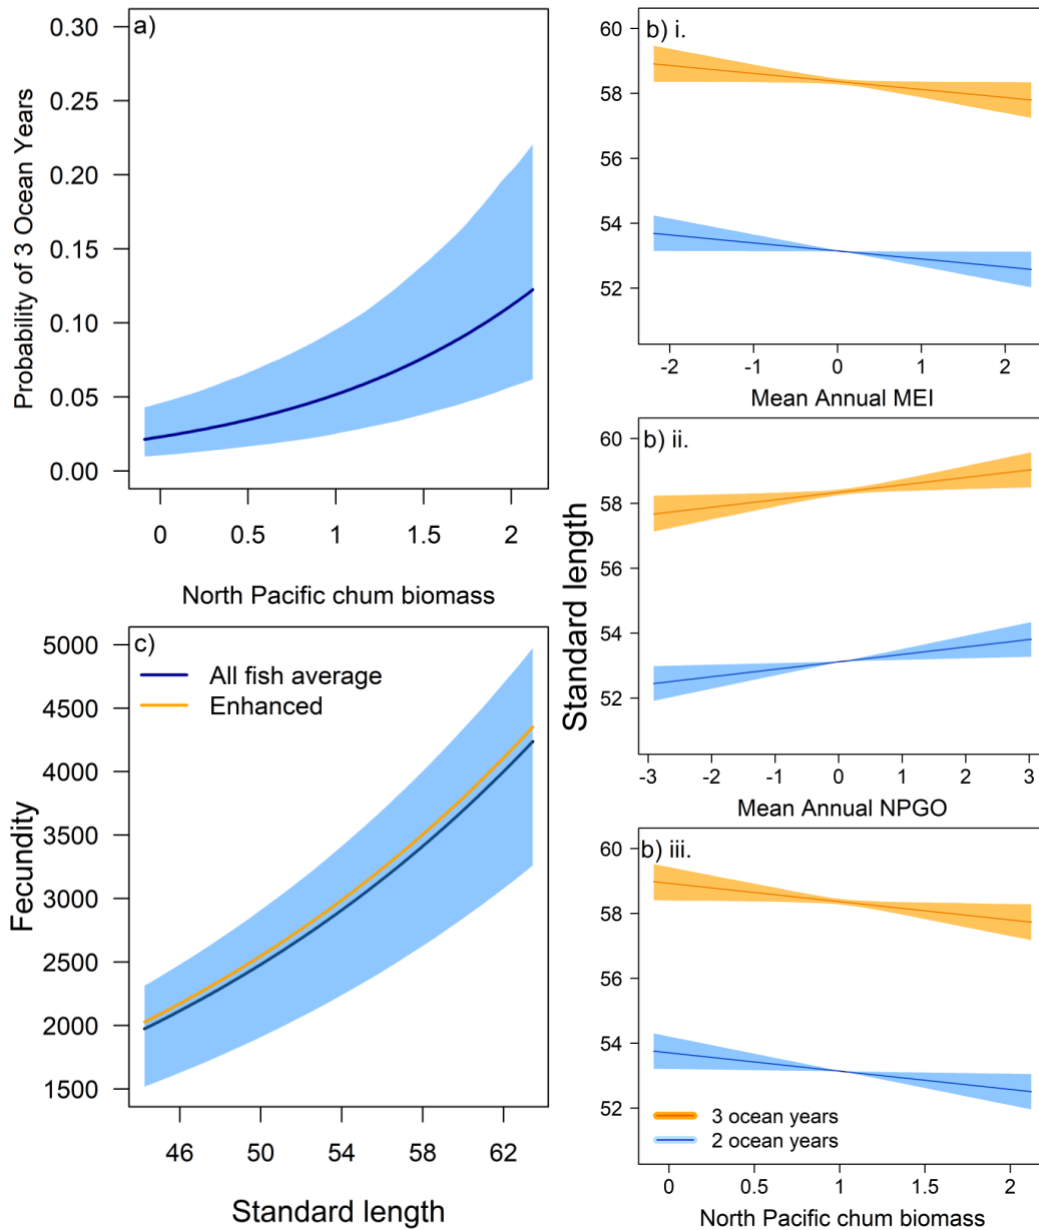 a)
0.30
0.25
0.20
0.15
0.10
0.05
0.00
Probability of 3 Ocean Years
0 0.5 1 1.5 2
North Pacific chum biomass
c)
All fish average
Enhanced
5000
4500
4000
3500
3000
2500
2000
1500
Fecundity
46 50 54 58 62
Standard length
b) i.
60
58
56
54
52
-2 -1 0 1 2
Mean Annual MEI
b) ii.
60
58
56
54
52
Standard length
-3 -2 -1 0 1 2 3
Mean Annual NPGO
b) iii.
60
58
56
54
52
3 ocean years
2 ocean years
0 0.5 1 1.5 2
North Pacific chum biomass